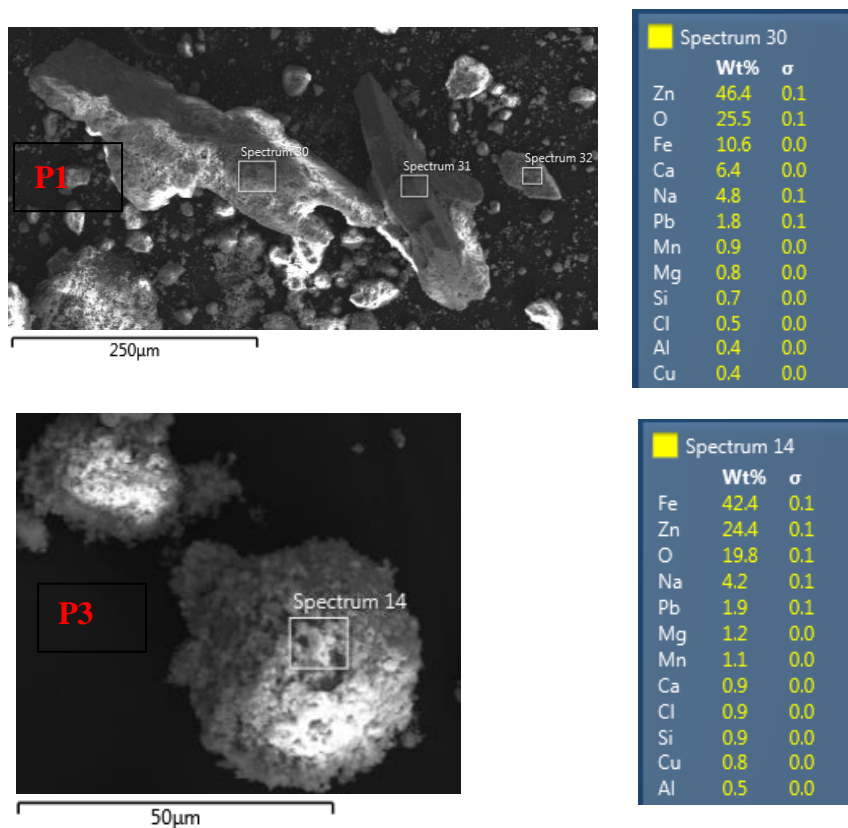 P1
Spectrum 30
Spectrum 31
Spectrum 32
250µm
Spectrum 30
Wt% σ
Zn 46.4 0.1
O 25.5 0.1
Fe 10.6 0.0
Ca 6.4 0.0
Na 4.8 0.1
Pb 1.8 0.1
Mn 0.9 0.0
Mg 0.8 0.0
Si 0.7 0.0
Cl 0.5 0.0
Al 0.4 0.0
Cu 0.4 0.0
P3
Spectrum 14
50µm
Spectrum 14
Wt% σ
Fe 42.4 0.1
Zn 24.4 0.1
O 19.8 0.1
Na 4.2 0.1
Pb 1.9 0.1
Mg 1.2 0.0
Mn 1.1 0.0
Ca 0.9 0.0
Cl 0.9 0.0
Si 0.9 0.0
Cu 0.8 0.0
Al 0.5 0.0